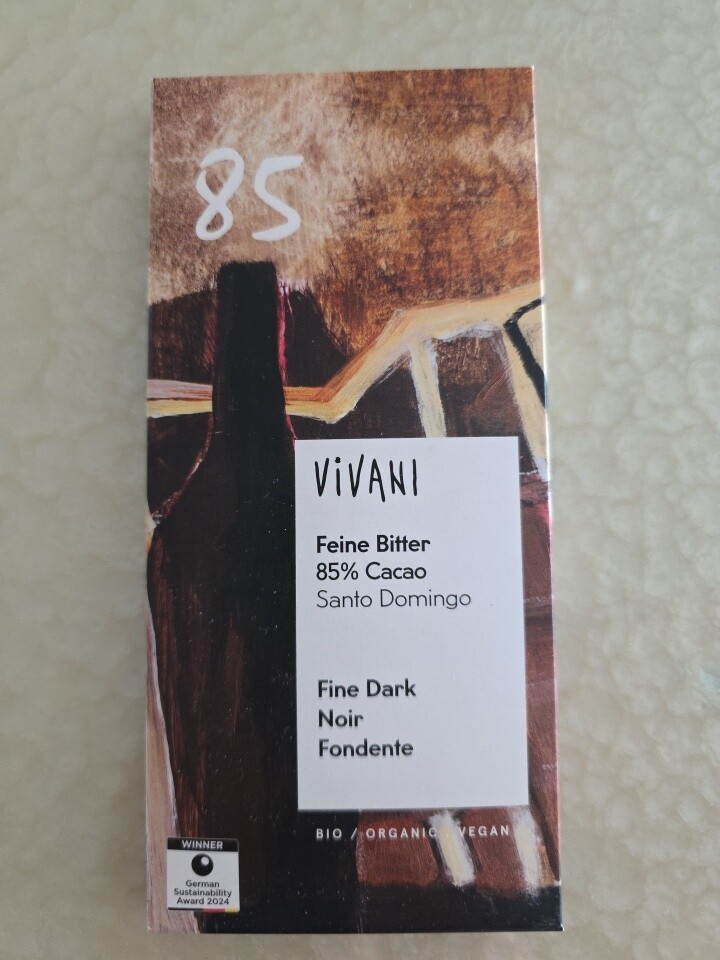 85
ViVANI
Feine Bitter
85% Cacao
Santo Domingo
Fine Dark
Noir
Fondente
BIO / ORGANIC / VEGAN
WINNER
German
Sustainability
Award 2024